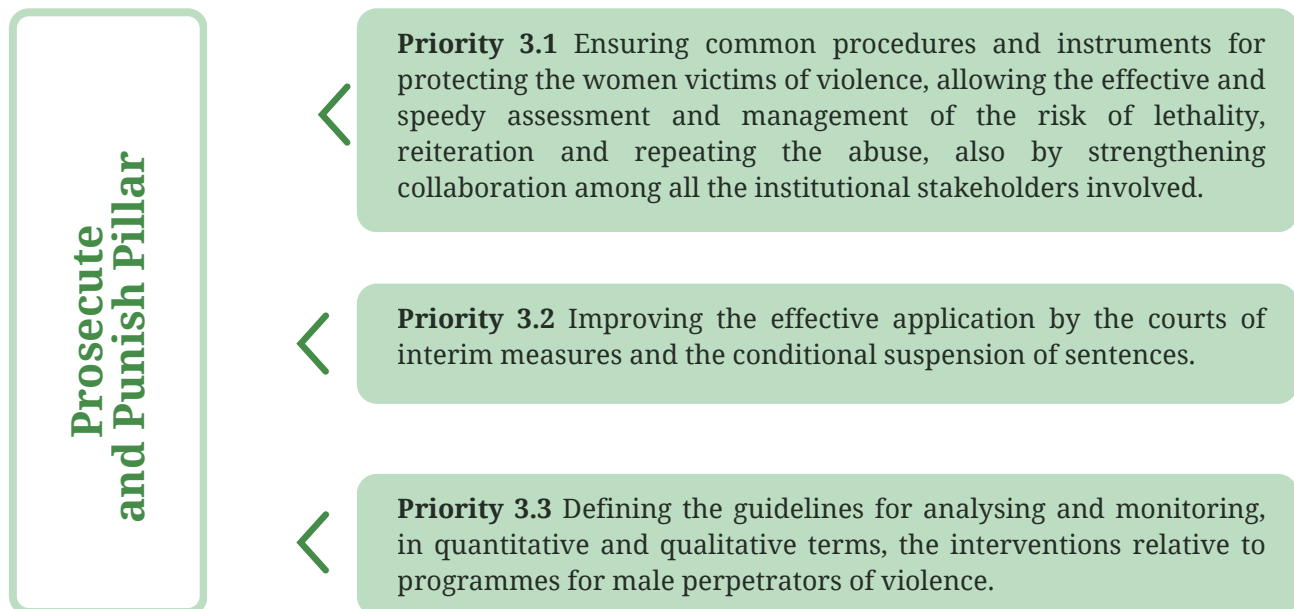 Prosecute
and Punish Pillar
Priority 3.1 Ensuring common procedures and instruments for
protecting the women victims of violence, allowing the effective and
speedy assessment and management of the risk of lethality,
reiteration and repeating the abuse, also by strengthening
collaboration among all the institutional stakeholders involved.
Priority 3.2 Improving the effective application by the courts of
interim measures and the conditional suspension of sentences.
Priority 3.3 Defining the guidelines for analysing and monitoring,
in quantitative and qualitative terms, the interventions relative to
programmes for male perpetrators of violence.